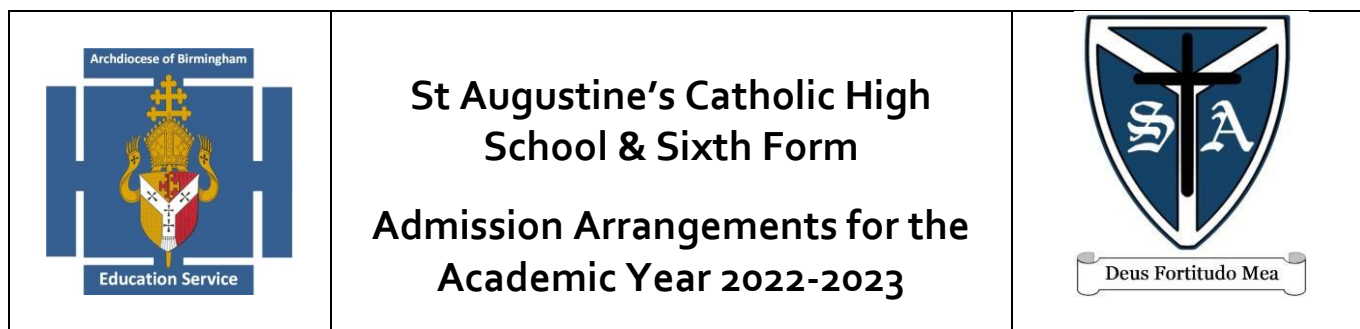 Archdiocese of Birmingham
Education Service
St Augustine’s Catholic High
School & Sixth Form
Admission Arrangements for the
Academic Year 2022-2023
S A
Deus Fortitudo Mea